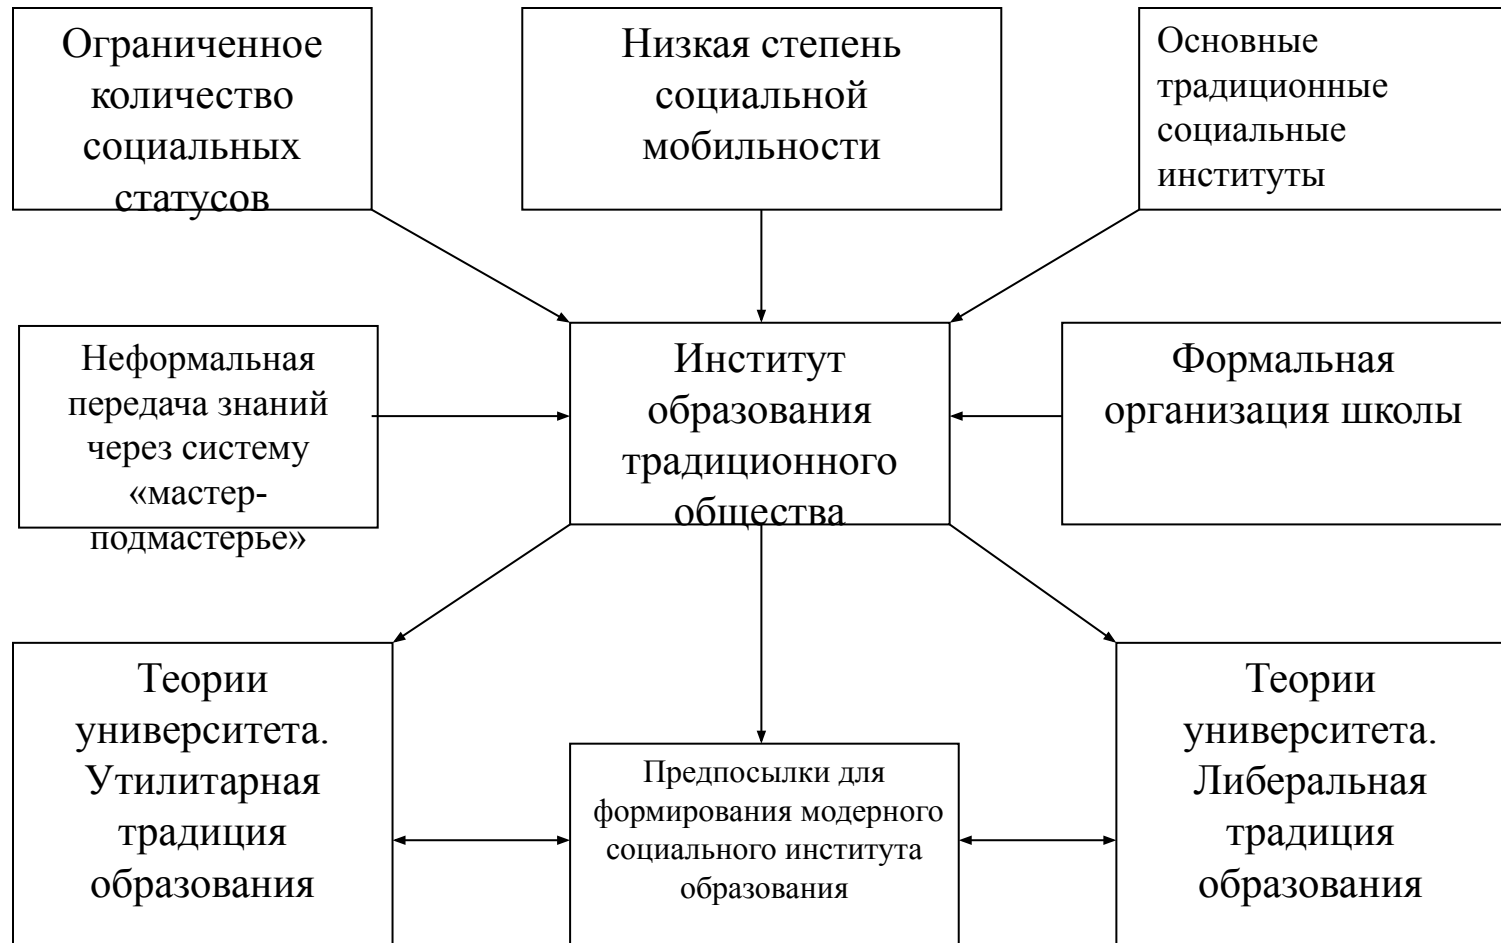 Ограниченное
количество
социальных
статусов
Низкая степень
социальной
мобильности
Основные
традиционные
социальные
институты
Неформальная
передача знаний
через систему
«мастер-
подмастерье»
Институт
образования
традиционного
общества
Формальная
организация школы
Теории
университета.
Утилитарная
традиция
образования
Предпосылки для
формирования модерного
социального института
образования
Теории
университета.
Либеральная
традиция
образования